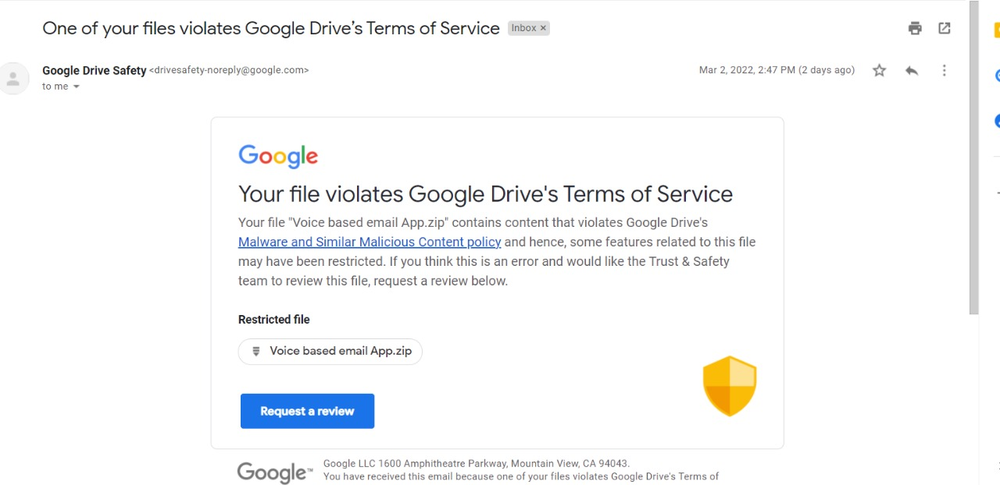 One of your files violates Google Drive’s Terms of Service Inbox ×
Google Drive Safety <drivesafety-noreply@google.com> Mar 2, 2022, 2:47 PM (2 days ago)
to me
Google
Your file violates Google Drive's Terms of Service
Your file "Voice based email App.zip" contains content that violates Google Drive's
Malware and Similar Malicious Content policy and hence, some features related to this file
may have been restricted. If you think this is an error and would like the Trust & Safety
team to review this file, request a review below.
Restricted file
Voice based email App.zip
Request a review
Google™ Google LLC 1600 Amphitheatre Parkway, Mountain View, CA 94043.
You have received this email because one of your files violates Google Drive's Terms of